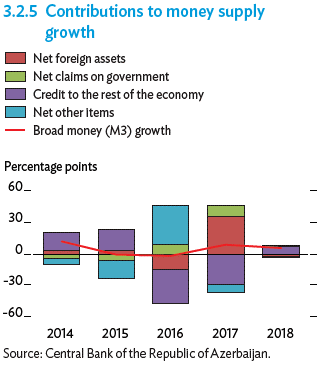 3.2.5 Contributions to money supply
growth
Net foreign assets
Net claims on government
Credit to the rest of the economy
Net other items
Broad money (M3) growth
Percentage points
60
30
0
-30
-60
2014 2015 2016 2017 2018
Source: Central Bank of the Republic of Azerbaijan.